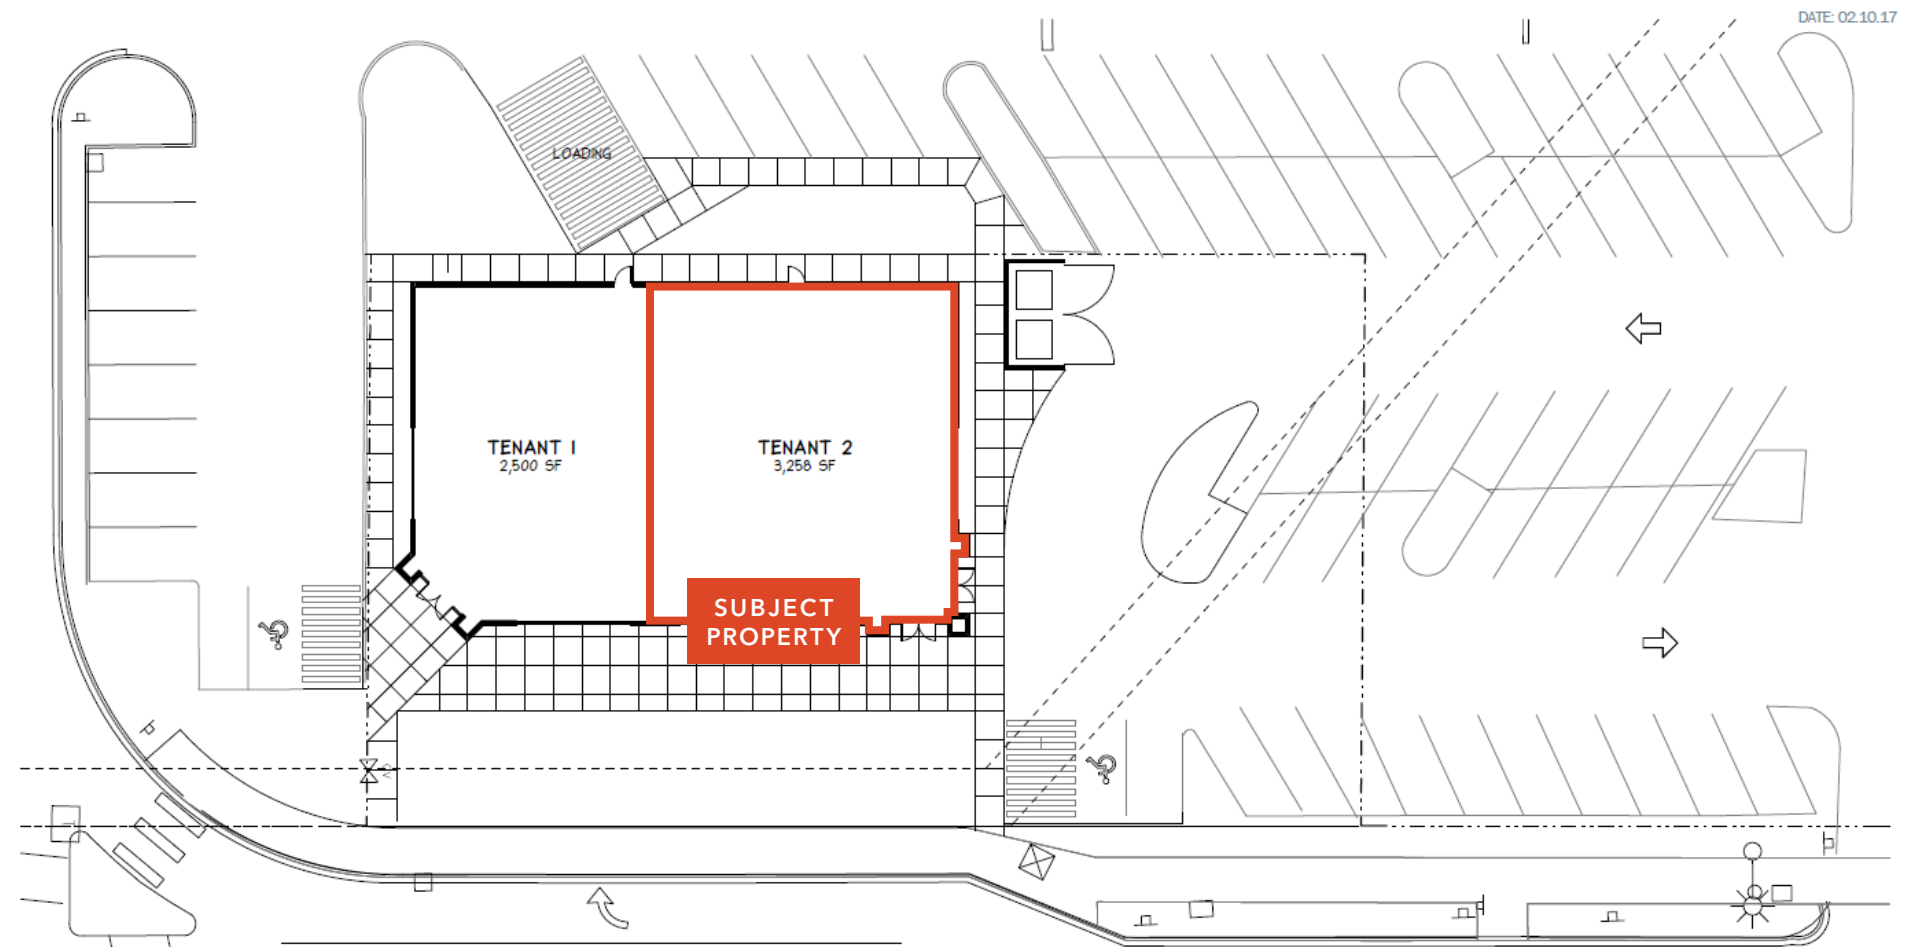 DATE: 02.10.17
LOADING
TENANT 1
2,500 SF
TENANT 2
3,258 SF
SUBJECT
PROPERTY